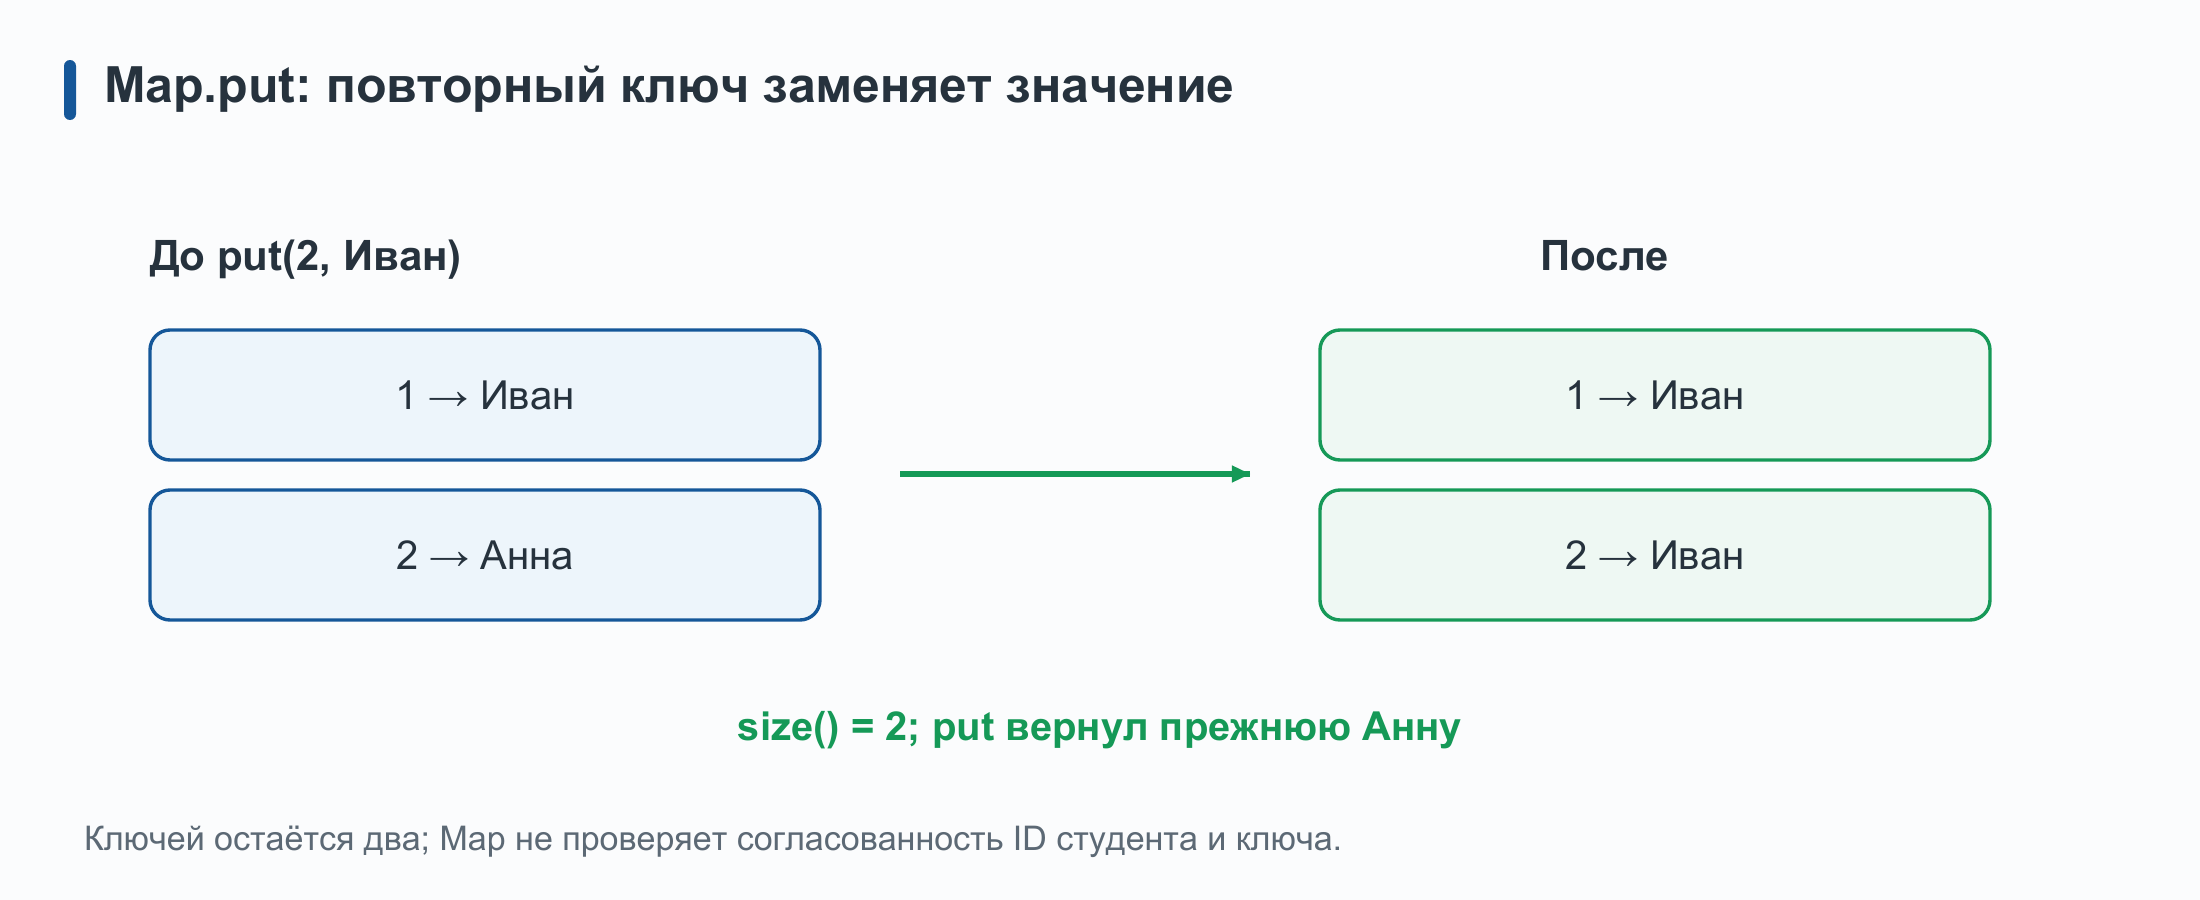 Map.put: повторный ключ заменяет значение
До put(2, Иван)
После
1 → Иван
1 → Иван
2 → Анна
2 → Иван
size() = 2; put вернул прежнюю Анну
Ключей остаётся два; Map не проверяет согласованность ID студента и ключа.